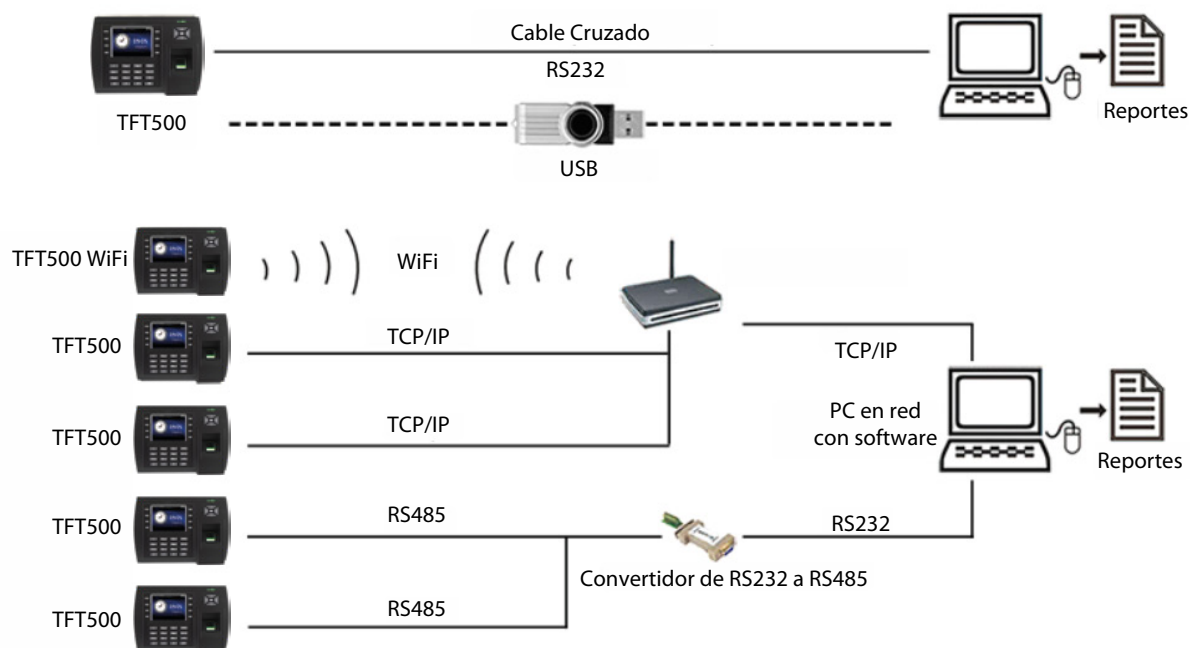 Cable Cruzado
RS232
TFT500
Reportes
USB
TFT500 WiFi
WiFi
TCP/IP
TFT500
TCP/IP
TCP/IP
PC en red
con software
TFT500
Reportes
RS485
TFT500
RS232
Convertidor de RS232 a RS485
RS485
TFT500